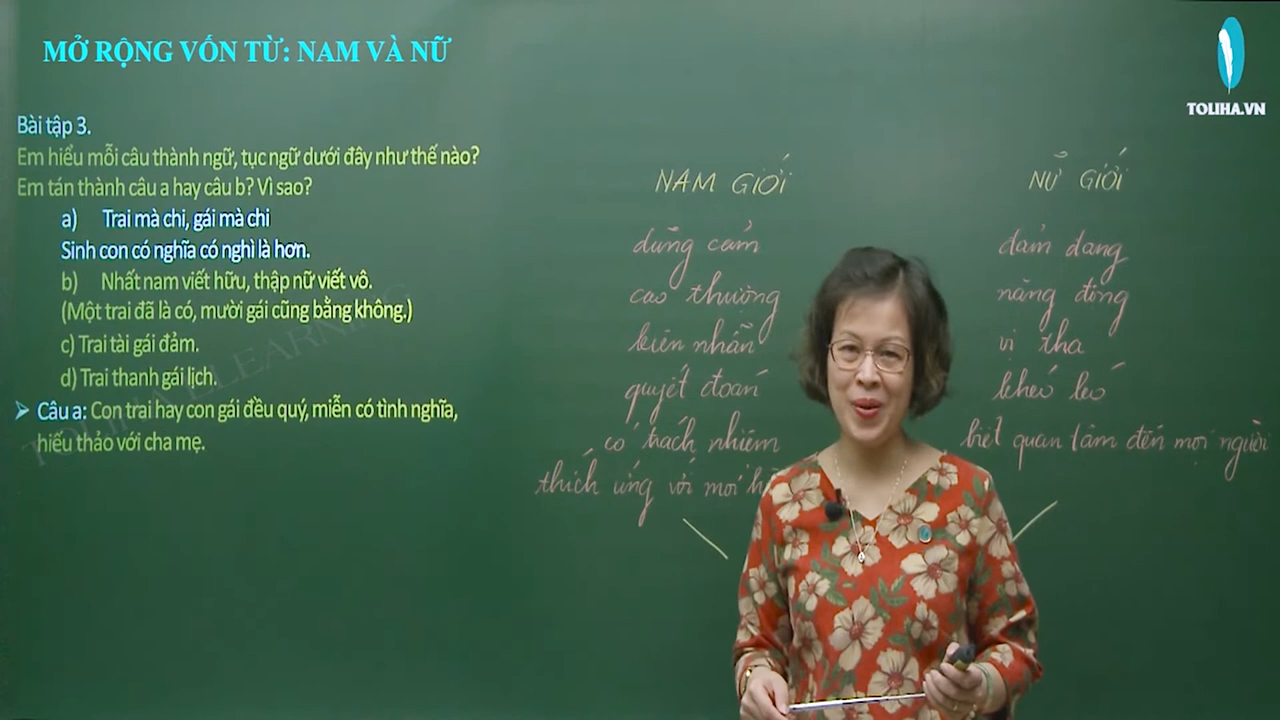 MỞ RỘNG VỐN TỪ: NAM VÀ NỮ
TOLIHA.VN
Bài tập 3.
Em hiểu mỗi câu thành ngữ, tục ngữ dưới đây như thế nào?
Em tán thành câu a hay câu b? Vì sao?
a) Trai mà chi, gái mà chi
Sinh con có nghĩa có nghì là hơn.
b) Nhất nam viết hữu, thập nữ viết vô.
(Một trai đã là có, mười gái cũng bằng không.)
c) Trai tài gái đảm.
d) Trai thanh gái lịch.
Câu a: Con trai hay con gái đều quý, miễn có tình nghĩa,
hiếu thảo với cha mẹ.
NAM GIỚI
dũng cảm
cao thượng
kiên nhẫn
quyết đoán
có trách nhiệm
thích ứng với mọi
NỮ GIỚI
đảm đang
năng động
vị tha
khéo léo
biết quan tâm đến mọi người
TOLIHA LEARNING